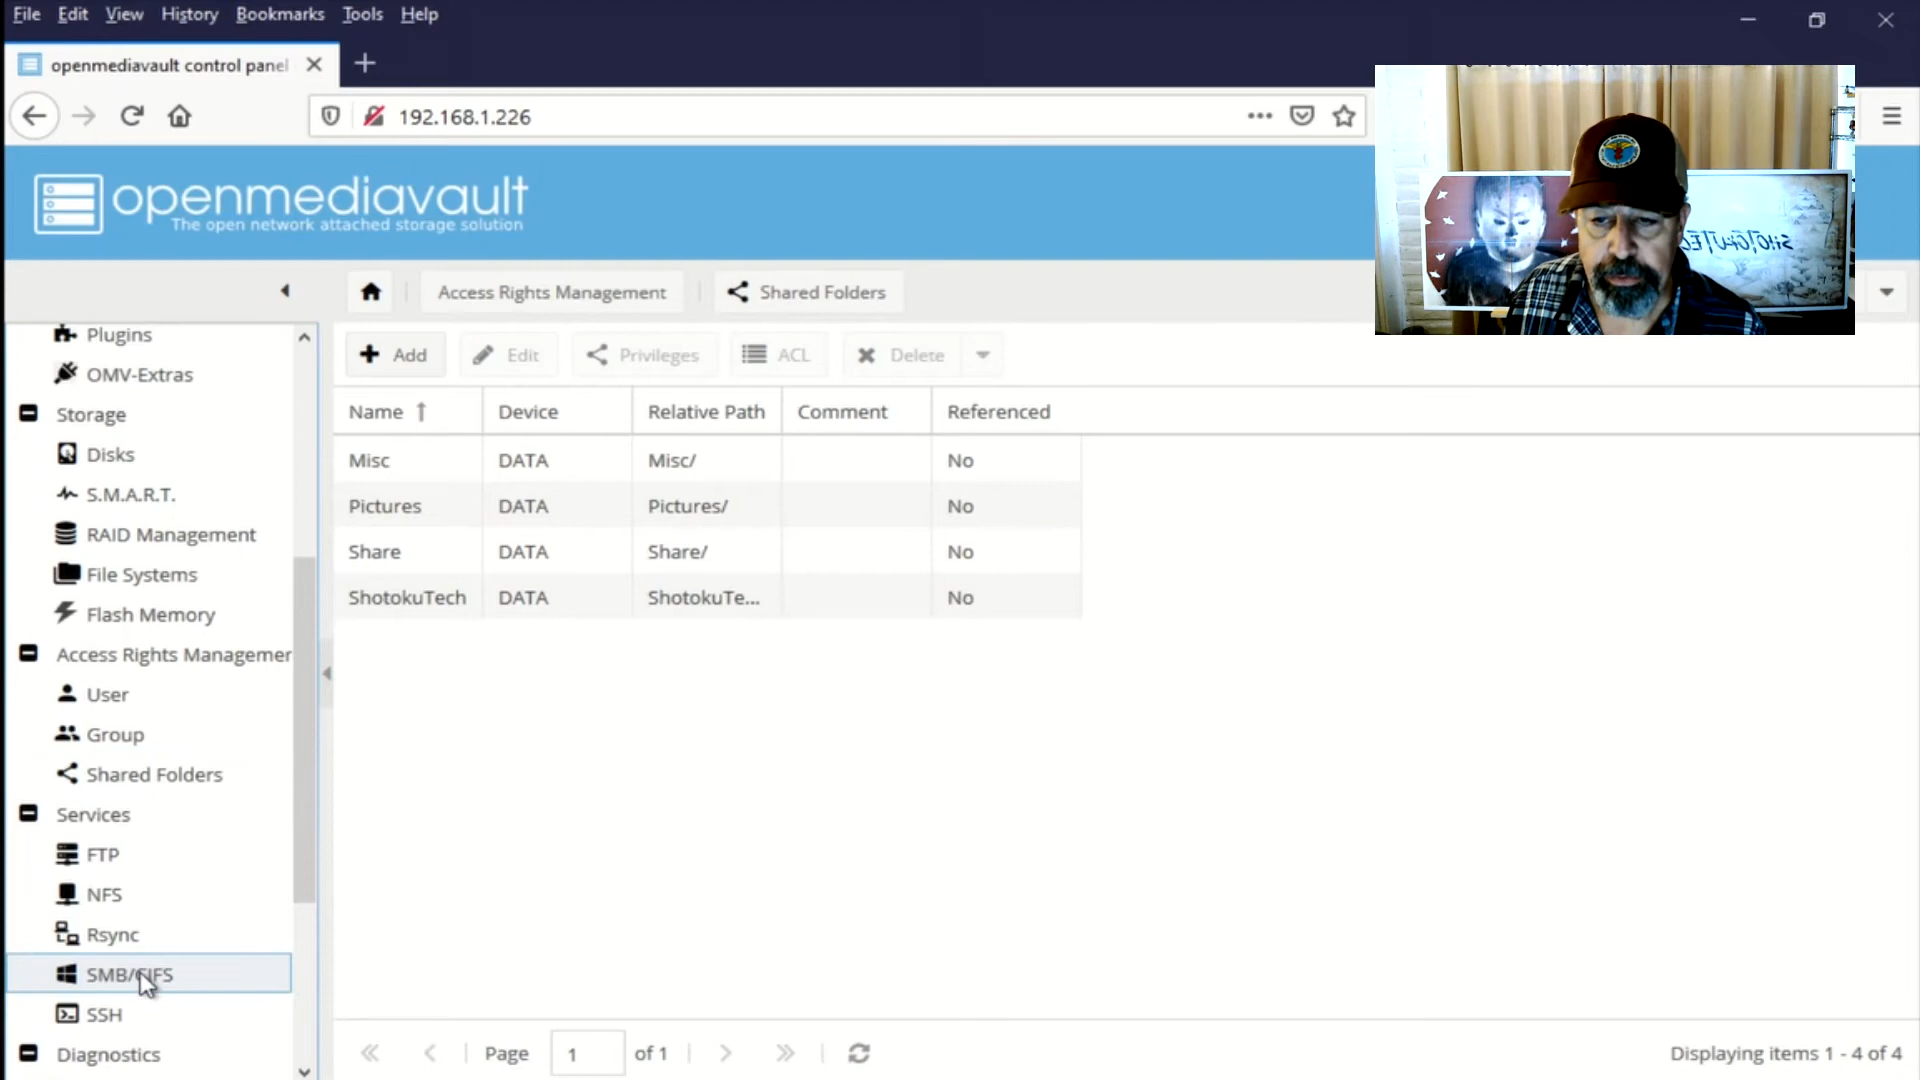 File Edit View History Bookmarks Tools Help
openmediavault control panel
192.168.1.226
openmediavault
The open network attached storage solution
Access Rights Management
Shared Folders
Plugins
OMV-Extras
Storage
Disks
S.M.A.R.T.
RAID Management
File Systems
Flash Memory
Access Rights Managemen
User
Group
Shared Folders
Services
FTP
NFS
Rsync
SMB/CIFS
SSH
Diagnostics
Add Edit Privileges ACL Delete
Name Device Relative Path Comment Referenced
Misc DATA Misc/ No
Pictures DATA Pictures/ No
Share DATA Share/ No
ShotokuTech DATA ShotokuTe... No
Page 1 of 1
Displaying items 1 - 4 of 4